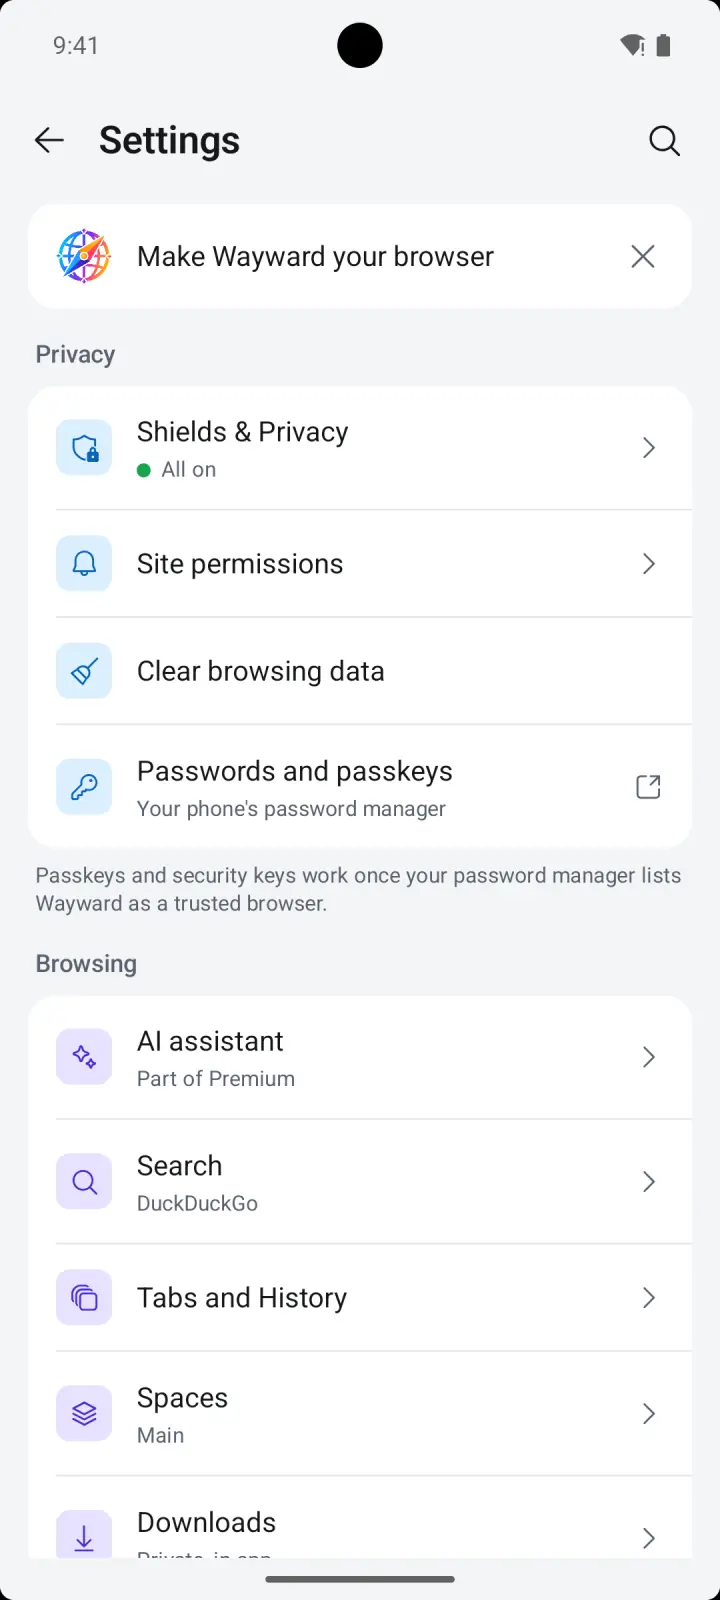 9:41
Settings
Make Wayward your browser
Privacy
Shields & Privacy
All on
Site permissions
Clear browsing data
Passwords and passkeys
Your phone's password manager
Passkeys and security keys work once your password manager lists
Wayward as a trusted browser.
Browsing
AI assistant
Part of Premium
Search
DuckDuckGo
Tabs and History
Spaces
Main
Downloads